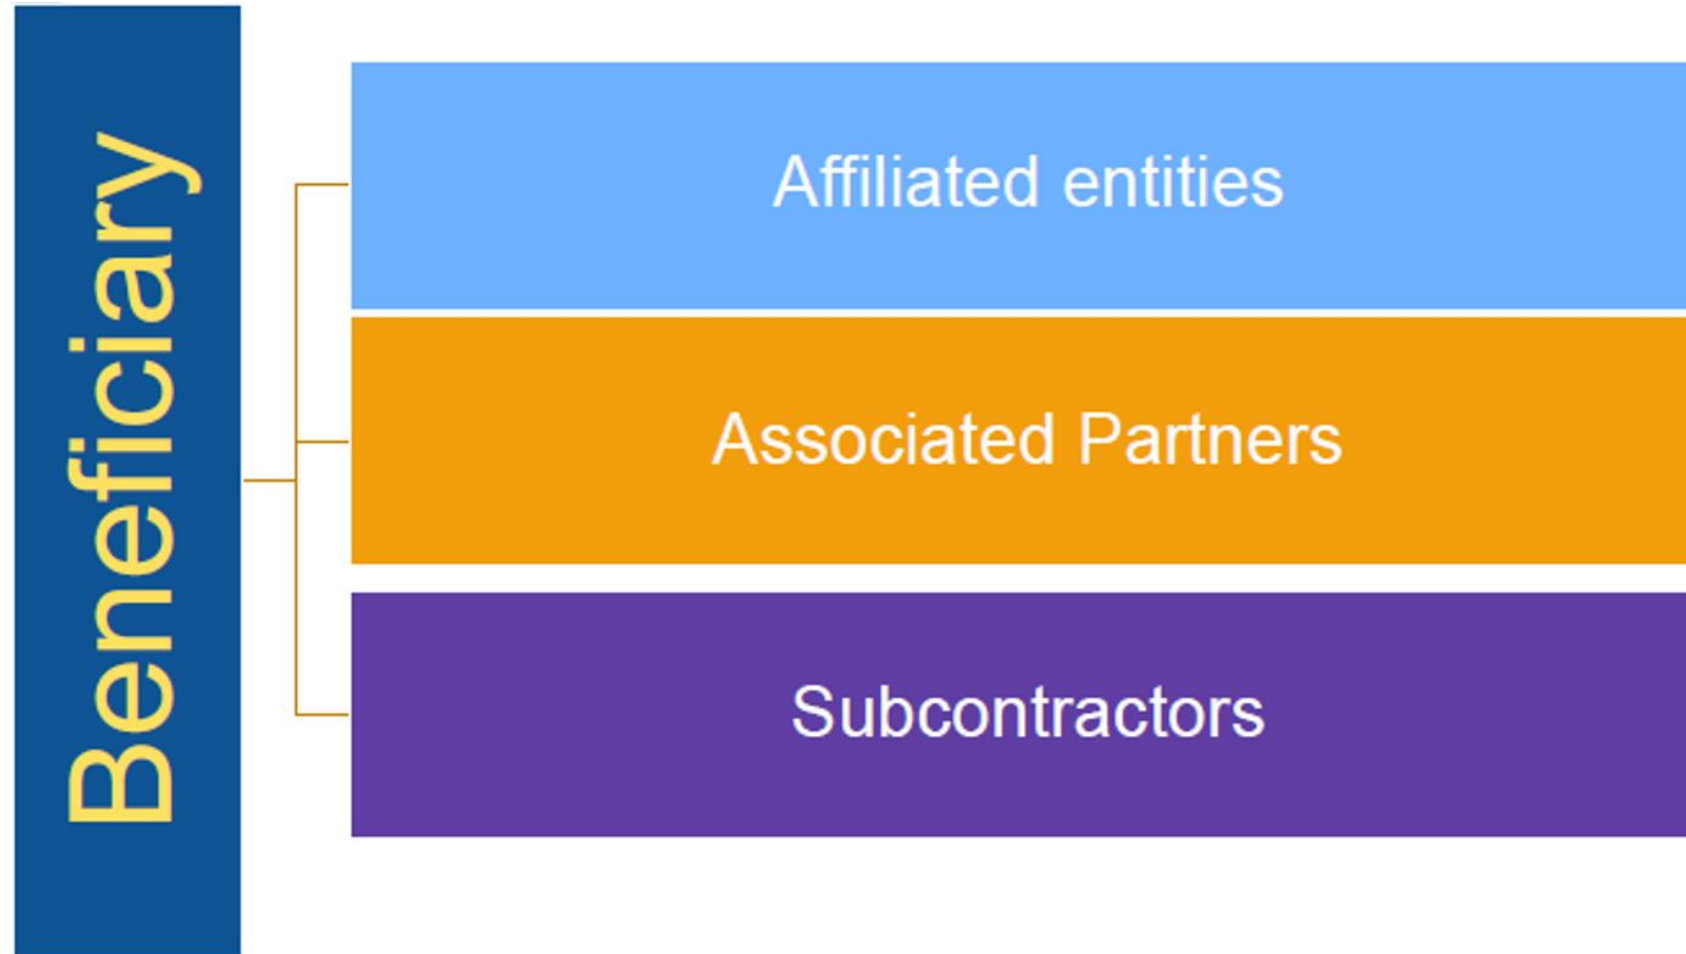 Beneficiary
Affiliated entities
Associated Partners
Subcontractors